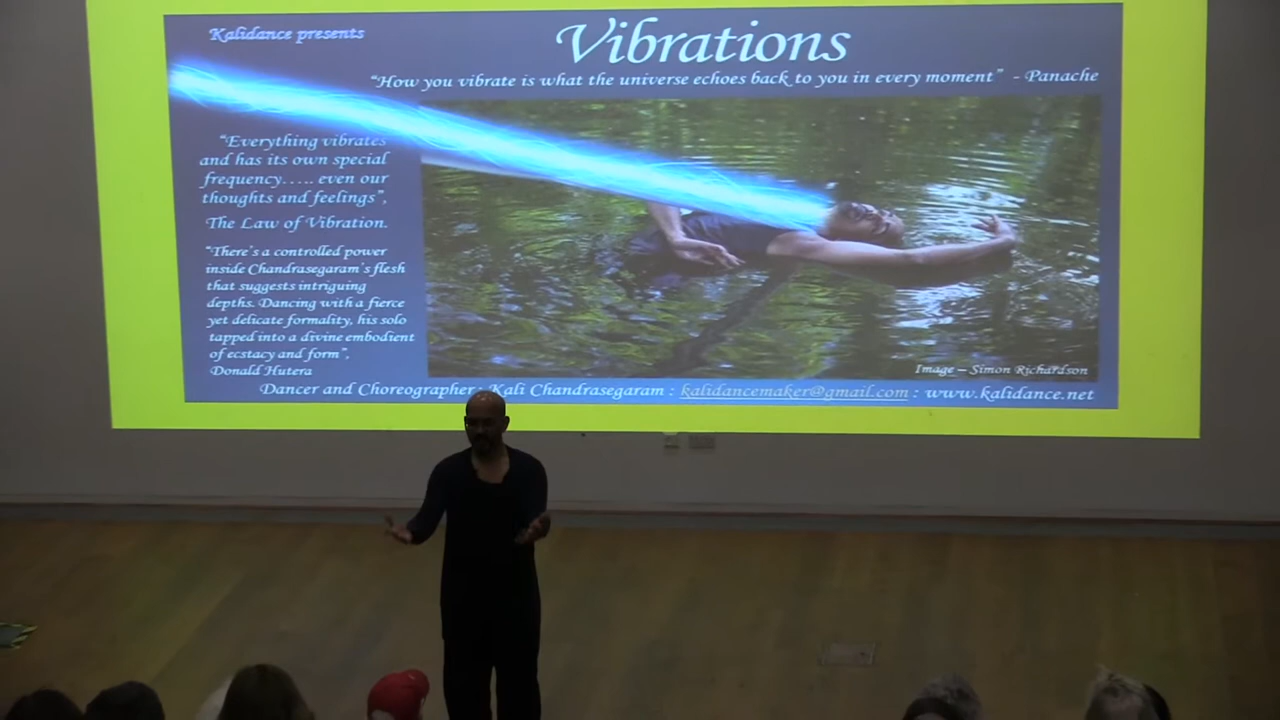 Kalidance presents
Vibrations
"How you vibrate is what the universe echoes back to you in every moment" - Panache
"Everything vibrates
and has its own special
frequency..... even our
thoughts and feelings",
The Law of Vibration.
"There's a controlled power
inside Chandrasegaram's flesh
that suggests intriguing
depths. Dancing with a fierce
yet delicate formality, his solo
tapped into a divine embodient
of ecstacy and form",
Donald Hutera
Image – Simon Richardson
Dancer and Choreographer: Kali Chandrasegaram : kalidancemaker@gmail.com : www.kalidance.net